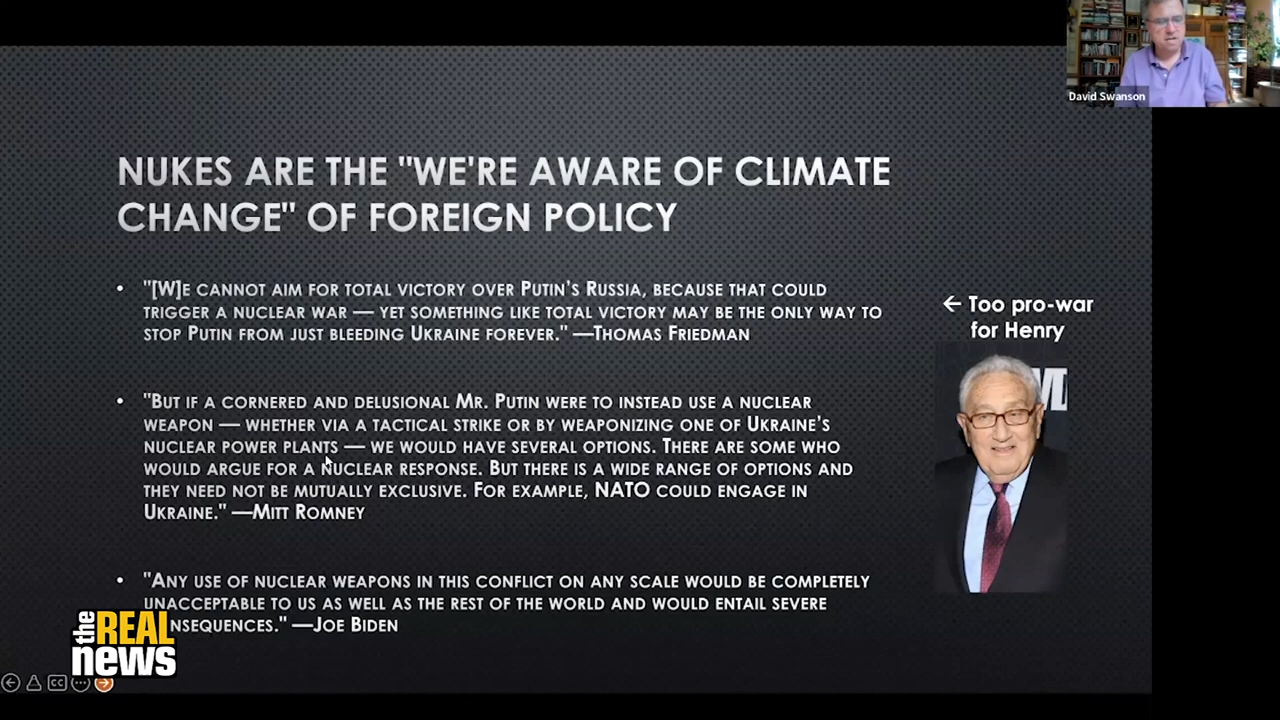 David Swanson
NUKES ARE THE "WE'RE AWARE OF CLIMATE
CHANGE" OF FOREIGN POLICY
• "[W]E CANNOT AIM FOR TOTAL VICTORY OVER PUTIN'S RUSSIA, BECAUSE THAT COULD
TRIGGER A NUCLEAR WAR — YET SOMETHING LIKE TOTAL VICTORY MAY BE THE ONLY WAY TO
STOP PUTIN FROM JUST BLEEDING UKRAINE FOREVER." —THOMAS FRIEDMAN
← Too pro-war
for Henry
• "BUT IF A CORNERED AND DELUSIONAL MR. PUTIN WERE TO INSTEAD USE A NUCLEAR
WEAPON — WHETHER VIA A TACTICAL STRIKE OR BY WEAPONIZING ONE OF UKRAINE'S
NUCLEAR POWER PLANTS — WE WOULD HAVE SEVERAL OPTIONS. THERE ARE SOME WHO
WOULD ARGUE FOR A NUCLEAR RESPONSE. BUT THERE IS A WIDE RANGE OF OPTIONS AND
THEY NEED NOT BE MUTUALLY EXCLUSIVE. FOR EXAMPLE, NATO COULD ENGAGE IN
UKRAINE." —MITT ROMNEY
• "ANY USE OF NUCLEAR WEAPONS IN THIS CONFLICT ON ANY SCALE WOULD BE COMPLETELY
UNACCEPTABLE TO US AS WELL AS THE REST OF THE WORLD AND WOULD ENTAIL SEVERE
NSEQUENCES." —JOE BIDEN
the REAL
news
CC